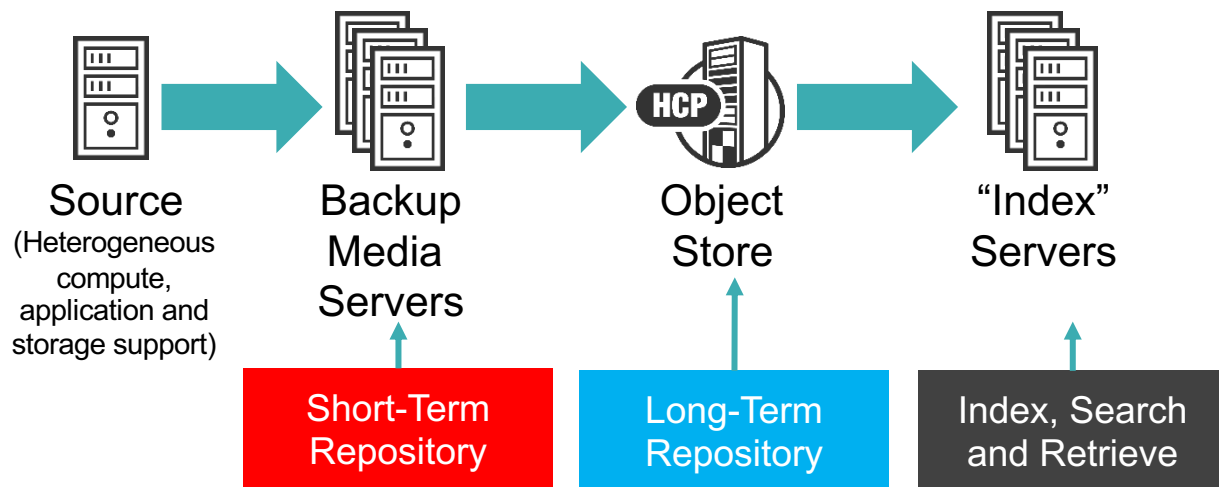 HCP
Source
(Heterogeneous
compute,
application and
storage support)
Backup
Media
Servers
Object
Store
“Index”
Servers
Short-Term
Repository
Long-Term
Repository
Index, Search
and Retrieve